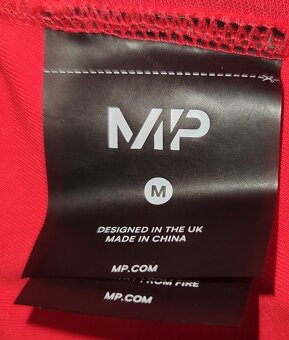 MP
M
DESIGNED IN THE UK
MADE IN CHINA
MP.COM
FROM FIRE
MP.COM